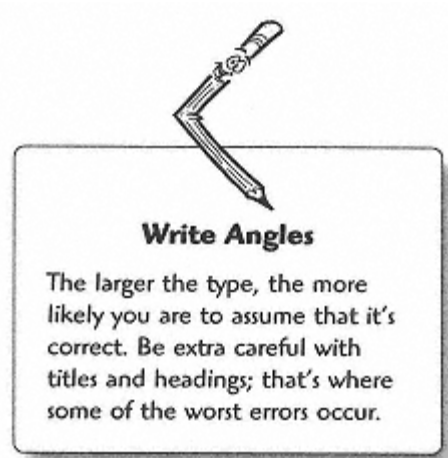 Write Angles
The larger the type, the more
likely you are to assume that it's
correct. Be extra careful with
titles and headings; that's where
some of the worst errors occur.